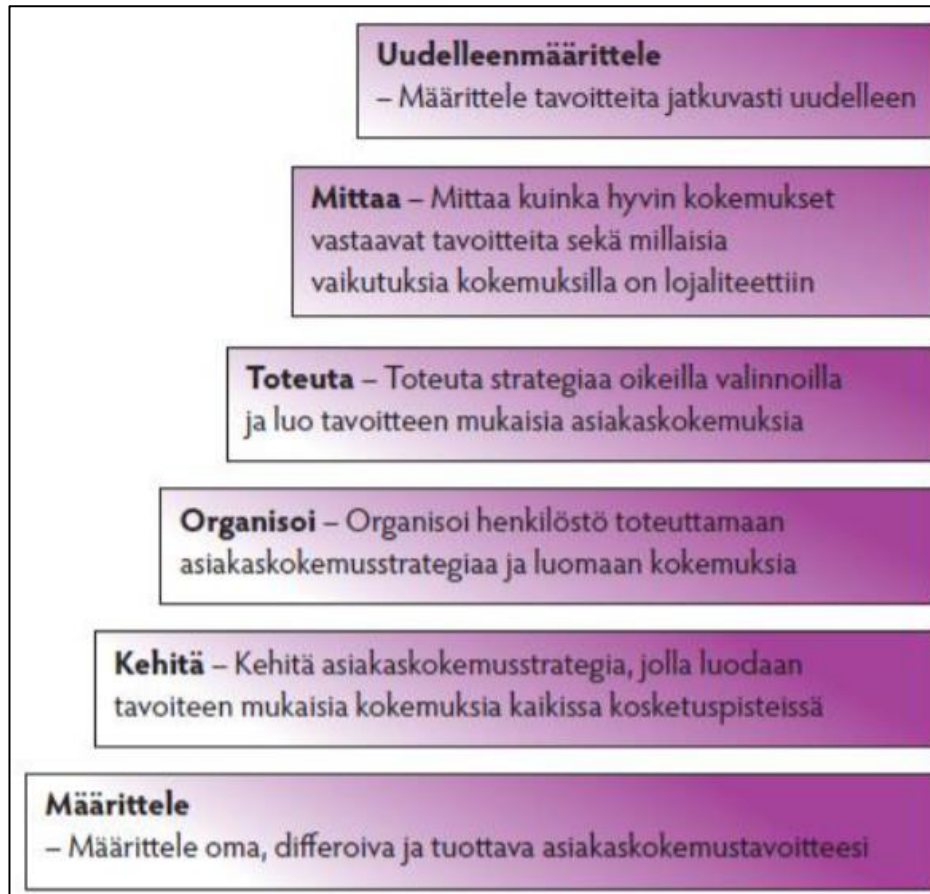 Uudelleenmäärittele
– Määrittele tavoitteita jatkuvasti uudelleen
Mittaa – Mittaa kuinka hyvin kokemukset
vastaavat tavoitteita sekä millaisia
vaikutuksia kokemuksilla on lojaliteettiin
Toteuta – Toteuta strategiaa oikeilla valinnoilla
ja luo tavoitteen mukaisia asiakaskokemuksia
Organisoi – Organisoi henkilöstö toteuttamaan
asiakaskokemusstrategiaa ja luomaan kokemuksia
Kehitä – Kehitä asiakaskokemusstrategia, jolla luodaan
tavoiteen mukaisia kokemuksia kaikissa kosketuspisteissä
Määrittele
– Määrittele oma, differoiva ja tuottava asiakaskokemustavoitteesi